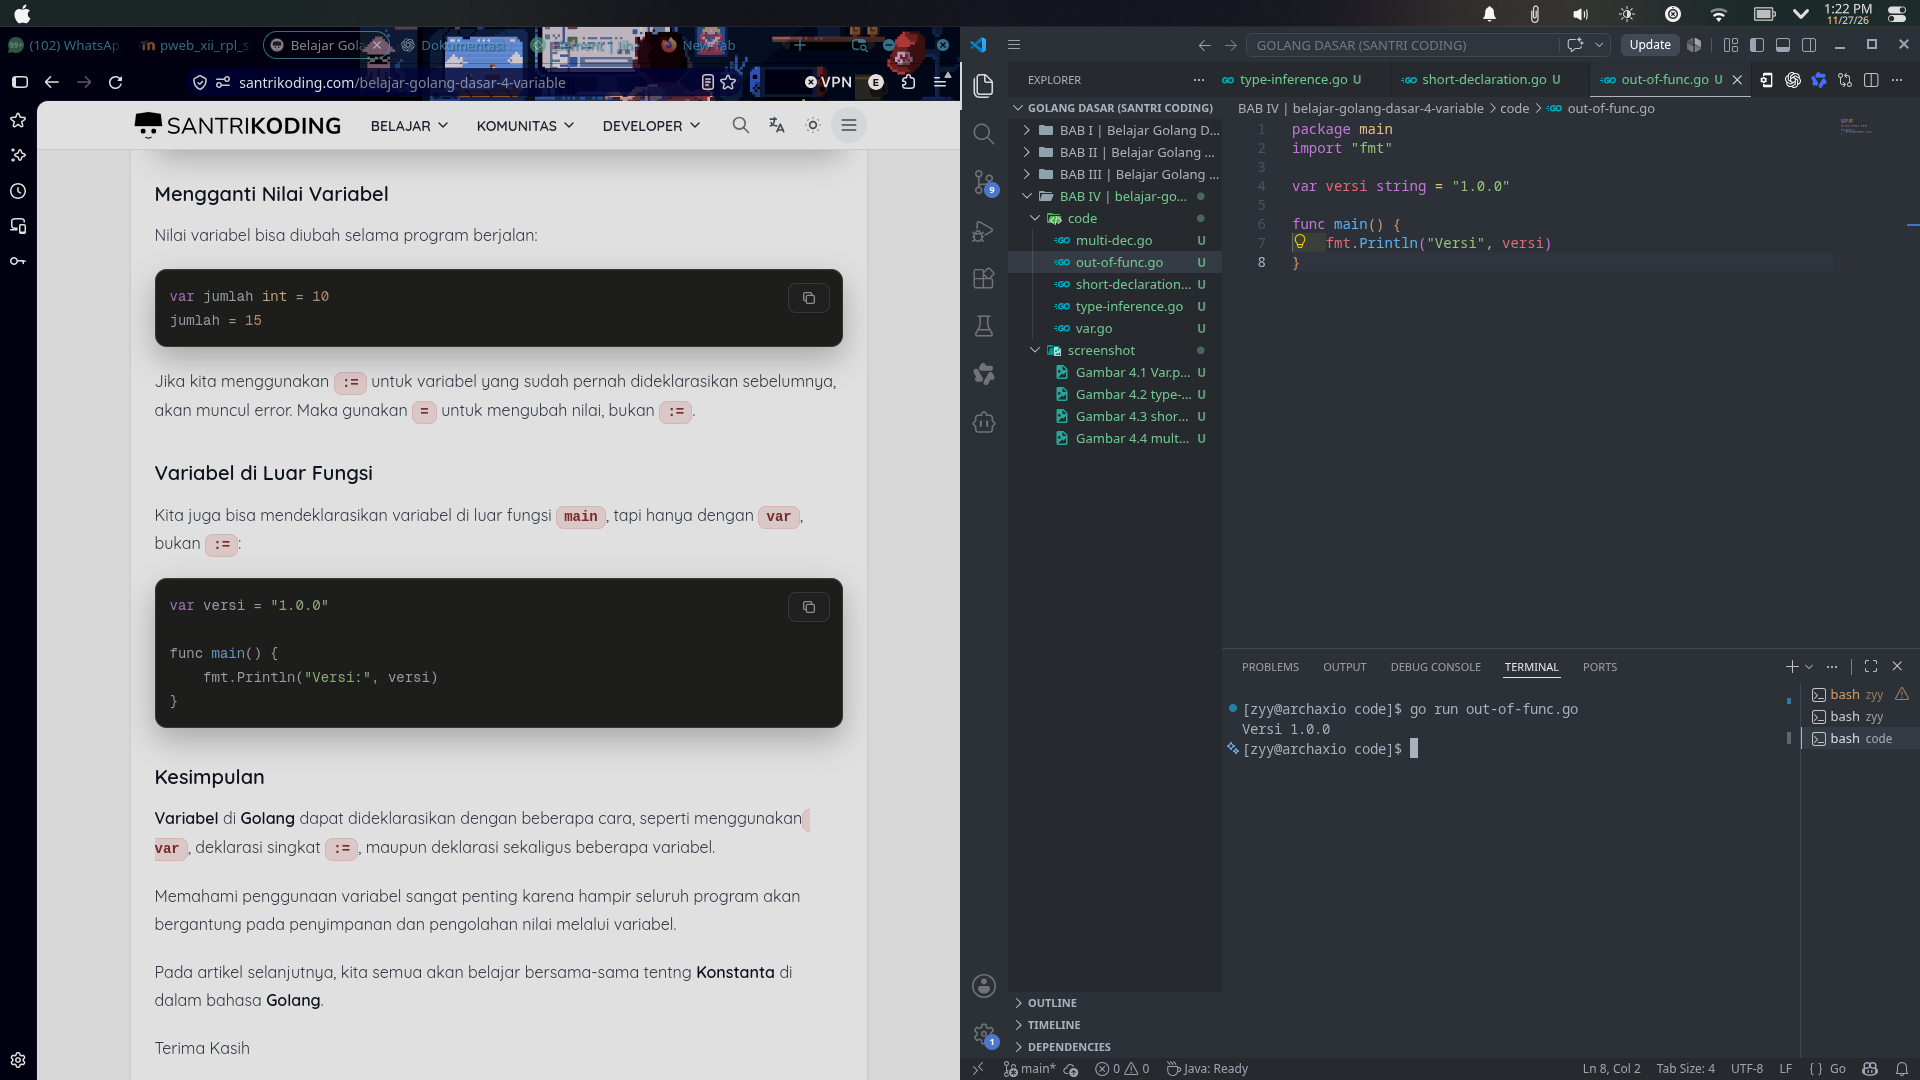 1:22 PM
11/27/26
(102) WhatsAp
pweb_xii_rpl_s
Belajar Gola
Dokumentasi
New Tab
santrikoding.com/belajar-golang-dasar-4-variable
VPN
E
SANTRIKODING
BELAJAR
KOMUNITAS
DEVELOPER
Mengganti Nilai Variabel
Nilai variabel bisa diubah selama program berjalan:
var jumlah int = 10
jumlah = 15
Jika kita menggunakan := untuk variabel yang sudah pernah dideklarasikan sebelumnya,
akan muncul error. Maka gunakan = untuk mengubah nilai, bukan :=.
Variabel di Luar Fungsi
Kita juga bisa mendeklarasikan variabel di luar fungsi main, tapi hanya dengan var,
bukan :=:
var versi = "1.0.0"
func main() {
fmt.Println("Versi:", versi)
}
Kesimpulan
Variabel di Golang dapat dideklarasikan dengan beberapa cara, seperti menggunakan
var, deklarasi singkat :=, maupun deklarasi sekaligus beberapa variabel.
Memahami penggunaan variabel sangat penting karena hampir seluruh program akan
bergantung pada penyimpanan dan pengolahan nilai melalui variabel.
Pada artikel selanjutnya, kita semua akan belajar bersama-sama tentng Konstanta di
dalam bahasa Golang.
Terima Kasih
GOLANG DASAR (SANTRI CODING)
Update
EXPLORER
type-inference.go U
short-declaration.go U
out-of-func.go U
GOLANG DASAR (SANTRI CODING)
BAB I | Belajar Golang D...
BAB II | Belajar Golang ...
BAB III | Belajar Golang ...
BAB IV | belajar-go...
code
multi-dec.go U
out-of-func.go U
short-declaration... U
type-inference.go U
var.go U
screenshot
Gambar 4.1 Var.p... U
Gambar 4.2 type-... U
Gambar 4.3 shor... U
Gambar 4.4 mult... U
9
1
OUTLINE
TIMELINE
DEPENDENCIES
BAB IV | belajar-golang-dasar-4-variable > code > out-of-func.go
1 package main
2 import "fmt"
3
4 var versi string = "1.0.0"
5
6 func main() {
7 fmt.Println("Versi", versi)
8 }
PROBLEMS
OUTPUT
DEBUG CONSOLE
TERMINAL
PORTS
[zyy@archaxio code]$ go run out-of-func.go
Versi 1.0.0
[zyy@archaxio code]$
bash zyy
bash zyy
bash code
main*
0 0
Java: Ready
Ln 8, Col 2
Tab Size: 4
UTF-8
LF
{ } Go